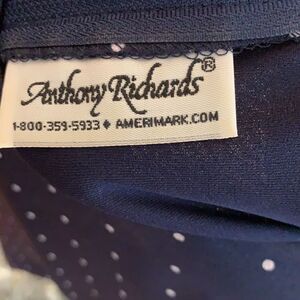 Anthony Richards®
1-800-359-5933 ♦ AMERIMARK.COM